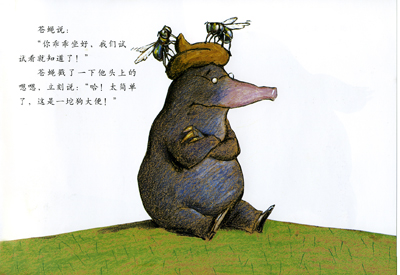 苍蝇说：
“你乖乖坐好，我们试
试看就知道了！”
苍蝇戳了一下他头上的
嗯嗯，立刻说：“哈！太简单
了，这是一坨狗大便！”